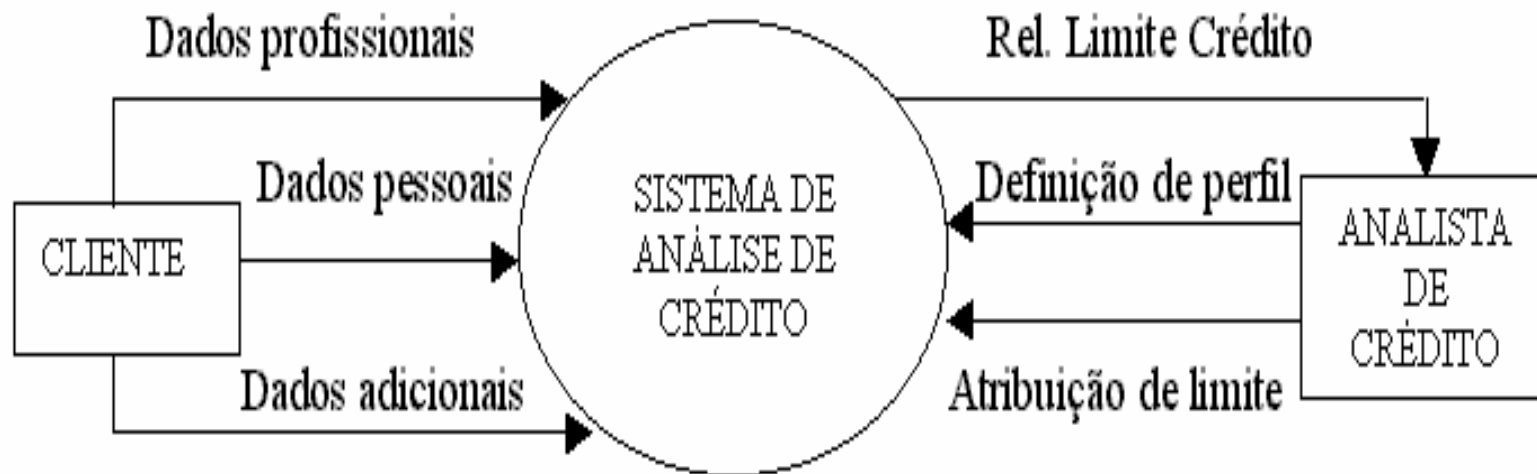 Dados profissionais
Rel. Limite Crédito
Dados pessoais
Definição de perfil
CLIENTE
SISTEMA DE
ANÁLISE DE
CRÉDITO
ANALISTA
DE
CRÉDITO
Dados adicionais
Atribuição de limite